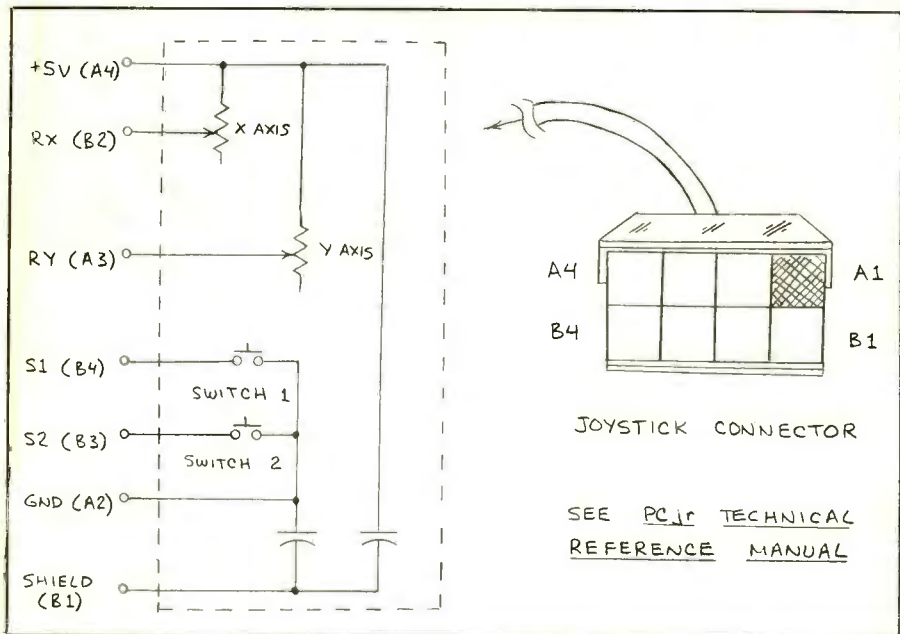 +5V (A4)
RX (B2)
X AXIS
RY (A3)
Y AXIS
S1 (B4)
SWITCH 1
S2 (B3)
SWITCH 2
GND (A2)
SHIELD
(B1)
A4
A1
B4
B1
JOYSTICK CONNECTOR
SEE PCjr TECHNICAL
REFERENCE MANUAL